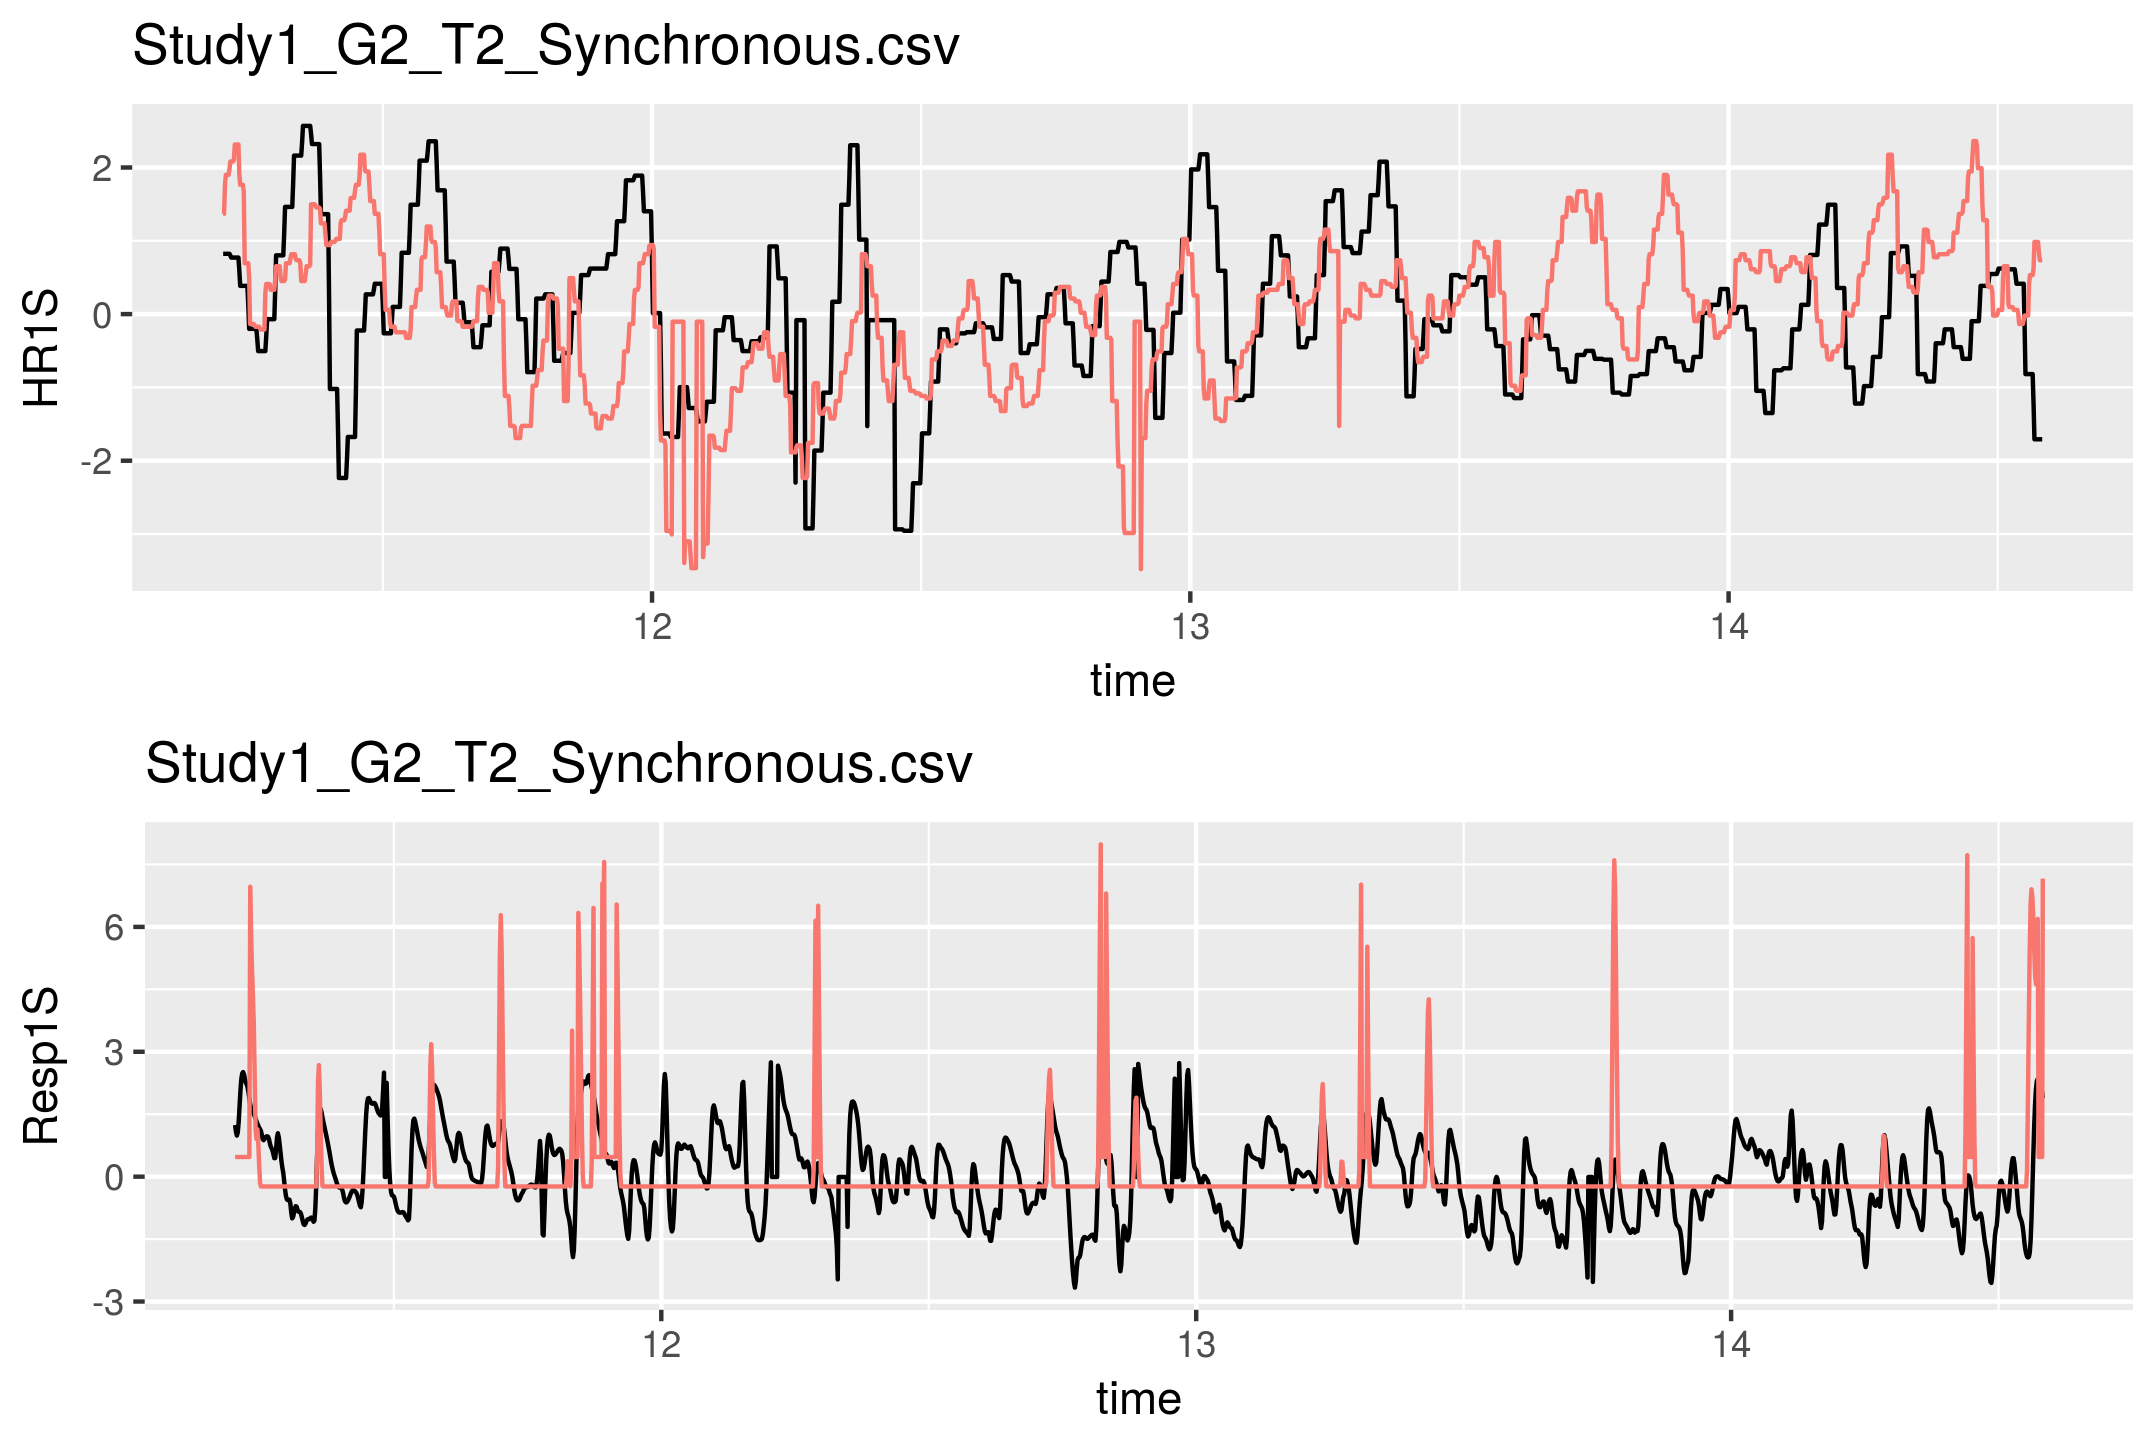 Study1_G2_T2_Synchronous.csv
HR1S
2
0
-2
12 13 14
time
Study1_G2_T2_Synchronous.csv
Resp1S
6
3
0
-3
12 13 14
time